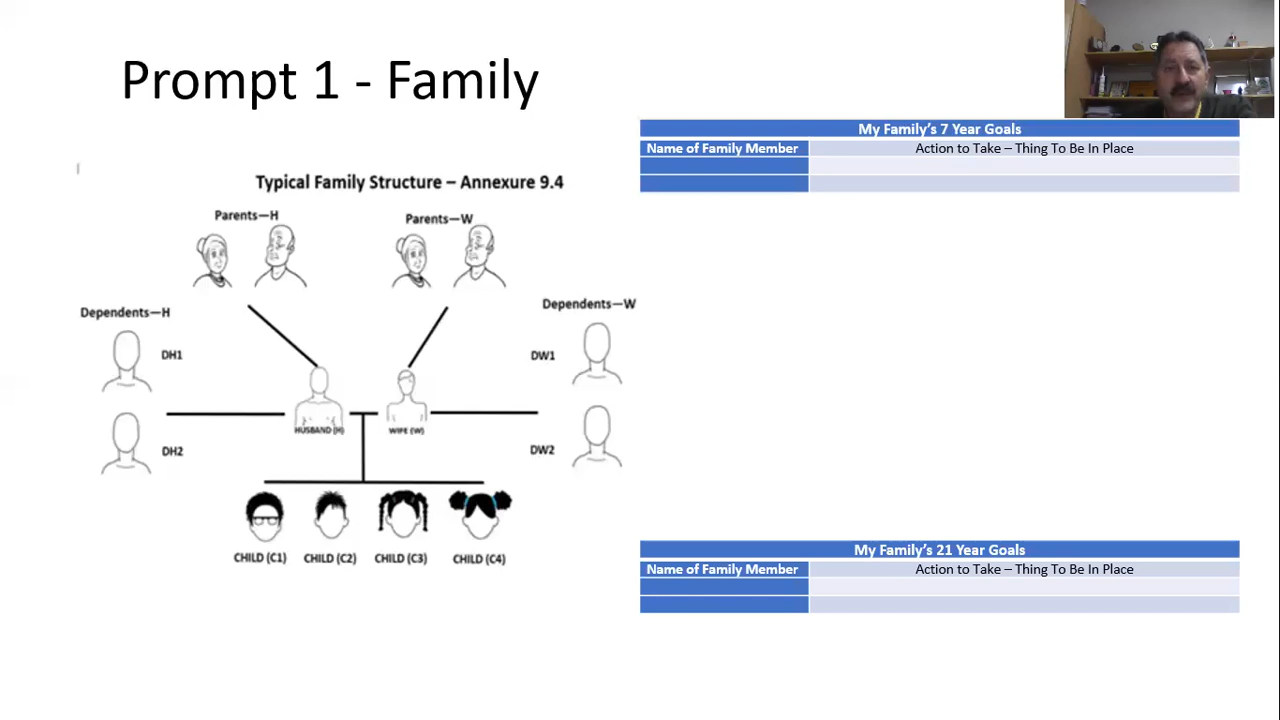 Prompt 1 - Family
Typical Family Structure – Annexure 9.4
Parents—H
Parents—W
Dependents—H
Dependents—W
DH1
DW1
HUSBAND (H)
WIFE (W)
DH2
DW2
CHILD (C1)
CHILD (C2)
CHILD (C3)
CHILD (C4)
My Family's 7 Year Goals
Name of Family Member
Action to Take – Thing To Be In Place
My Family's 21 Year Goals
Name of Family Member
Action to Take – Thing To Be In Place